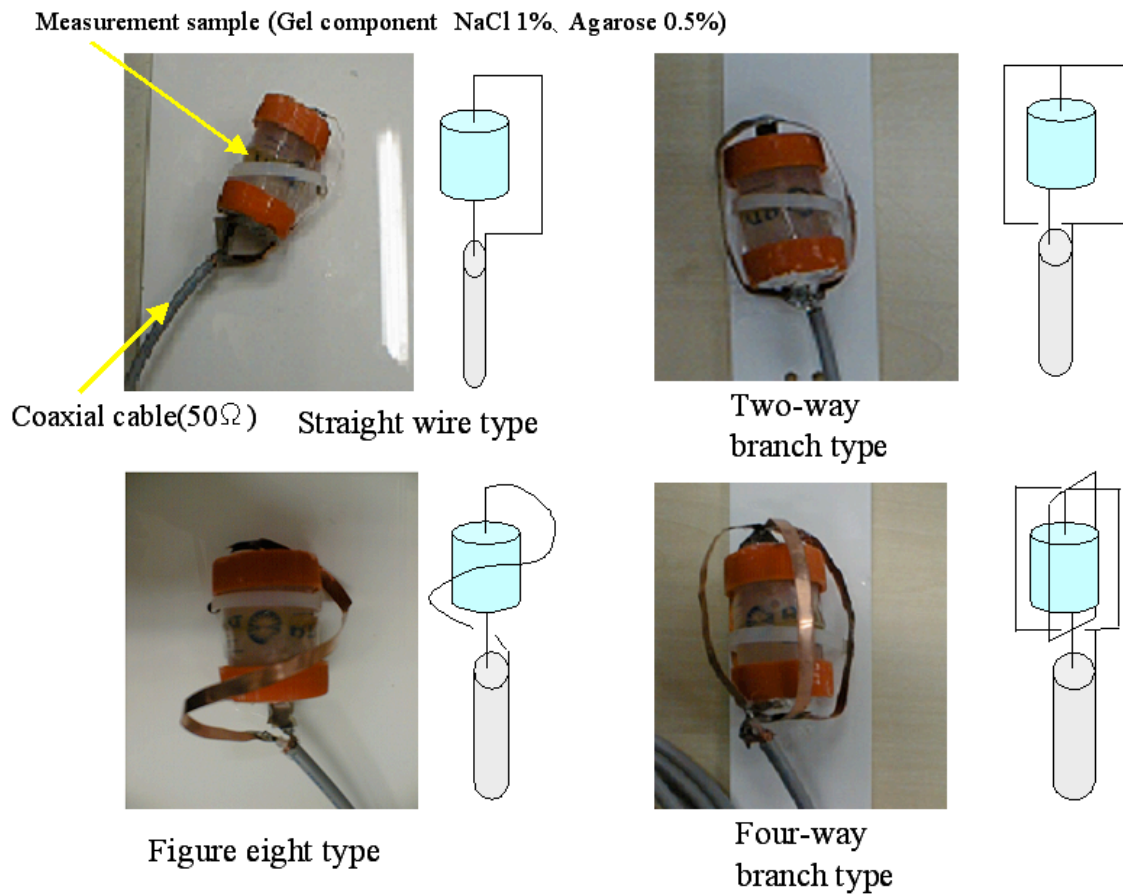 Measurement sample (Gel component NaCl 1%、Agarose 0.5%)
Coaxial cable(50Ω)
Straight wire type
Two-way
branch type
Figure eight type
Four-way
branch type